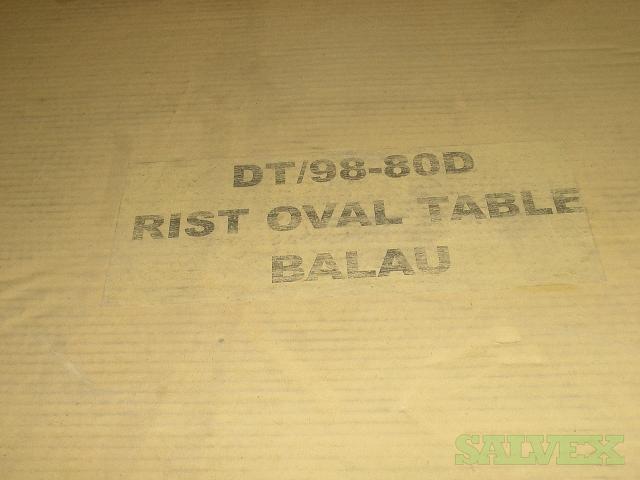 DT/98-80D
RIST OVAL TABLE
BALAU
SALVEX